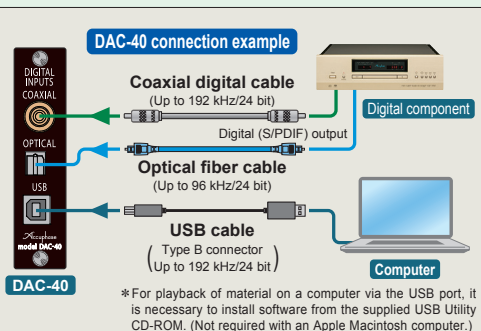 DAC-40 connection example
DIGITAL
INPUTS
COAXIAL
OPTICAL
USB
Accuphase
model DAC-40
DAC-40
Coaxial digital cable
(Up to 192 kHz/24 bit)
Digital (S/PDIF) output
Digital component
Optical fiber cable
(Up to 96 kHz/24 bit)
USB cable
(Type B connector
Up to 192 kHz/24 bit)
Computer
*For playback of material on a computer via the USB port, it
is necessary to install software from the supplied USB Utility
CD-ROM. (Not required with an Apple Macintosh computer.)